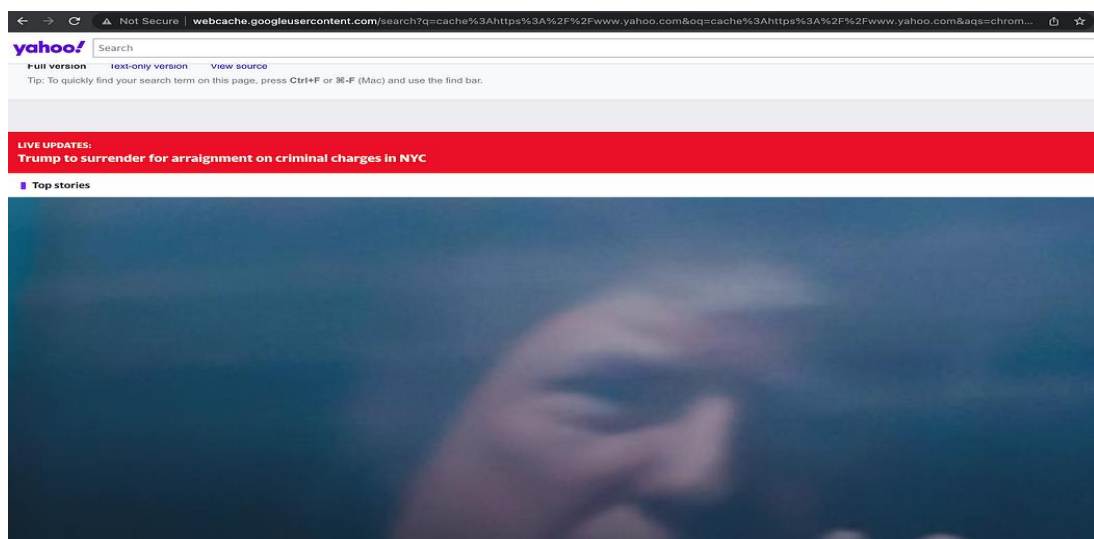 Not Secure | webcache.googleusercontent.com/search?q=cache%3Ahttps%3A%2F%2Fwww.yahoo.com&oq=cache%3Ahttps%3A%2F%2Fwww.yahoo.com&aqs=chrom...
yahoo! Search
Full version Text-only version View source
Tip: To quickly find your search term on this page, press Ctrl+F or ⌘-F (Mac) and use the find bar.
LIVE UPDATES:
Trump to surrender for arraignment on criminal charges in NYC
Top stories